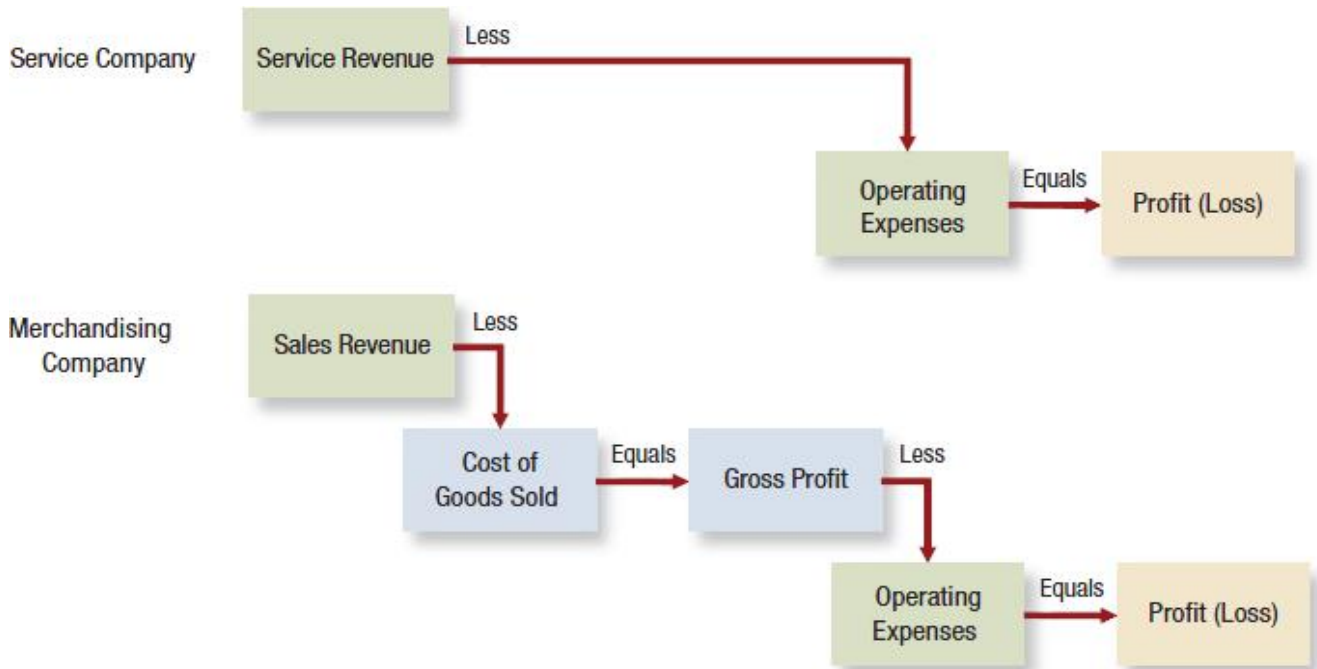 Service Company
Service Revenue
Less
Operating
Expenses
Equals
Profit (Loss)
Merchandising
Company
Sales Revenue
Less
Cost of
Goods Sold
Equals
Gross Profit
Less
Operating
Expenses
Equals
Profit (Loss)